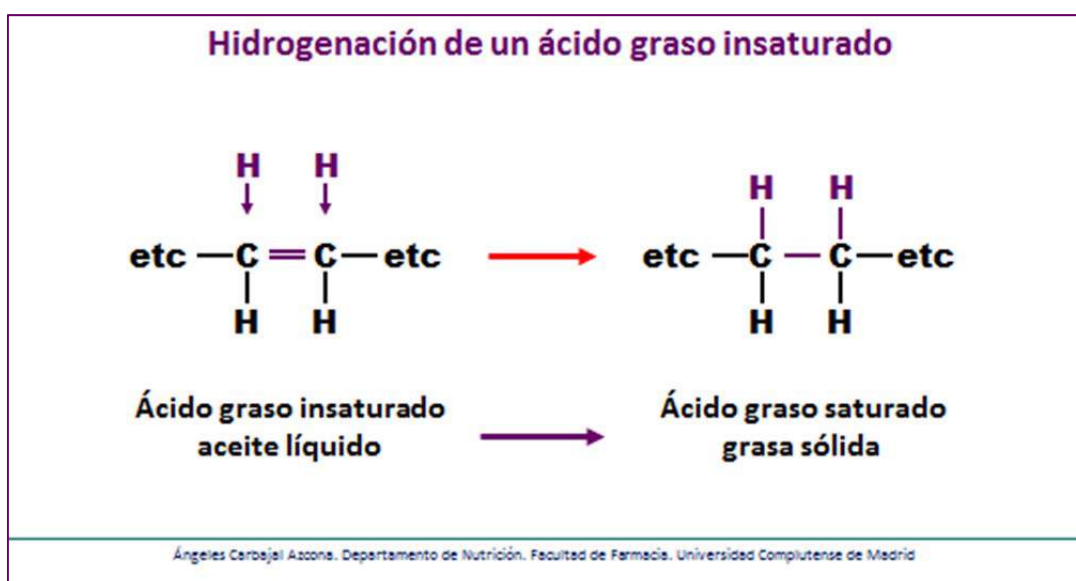 Hidrogenación de un ácido graso insaturado
H H
H H
etc C C etc
etc C C etc
H H
H H
Ácido graso insaturado
aceite líquido
Ácido graso saturado
grasa sólida
Ángeles Carbajal Azcona. Departamento de Nutrición. Facultad de Farmacia. Universidad Complutense de Madrid